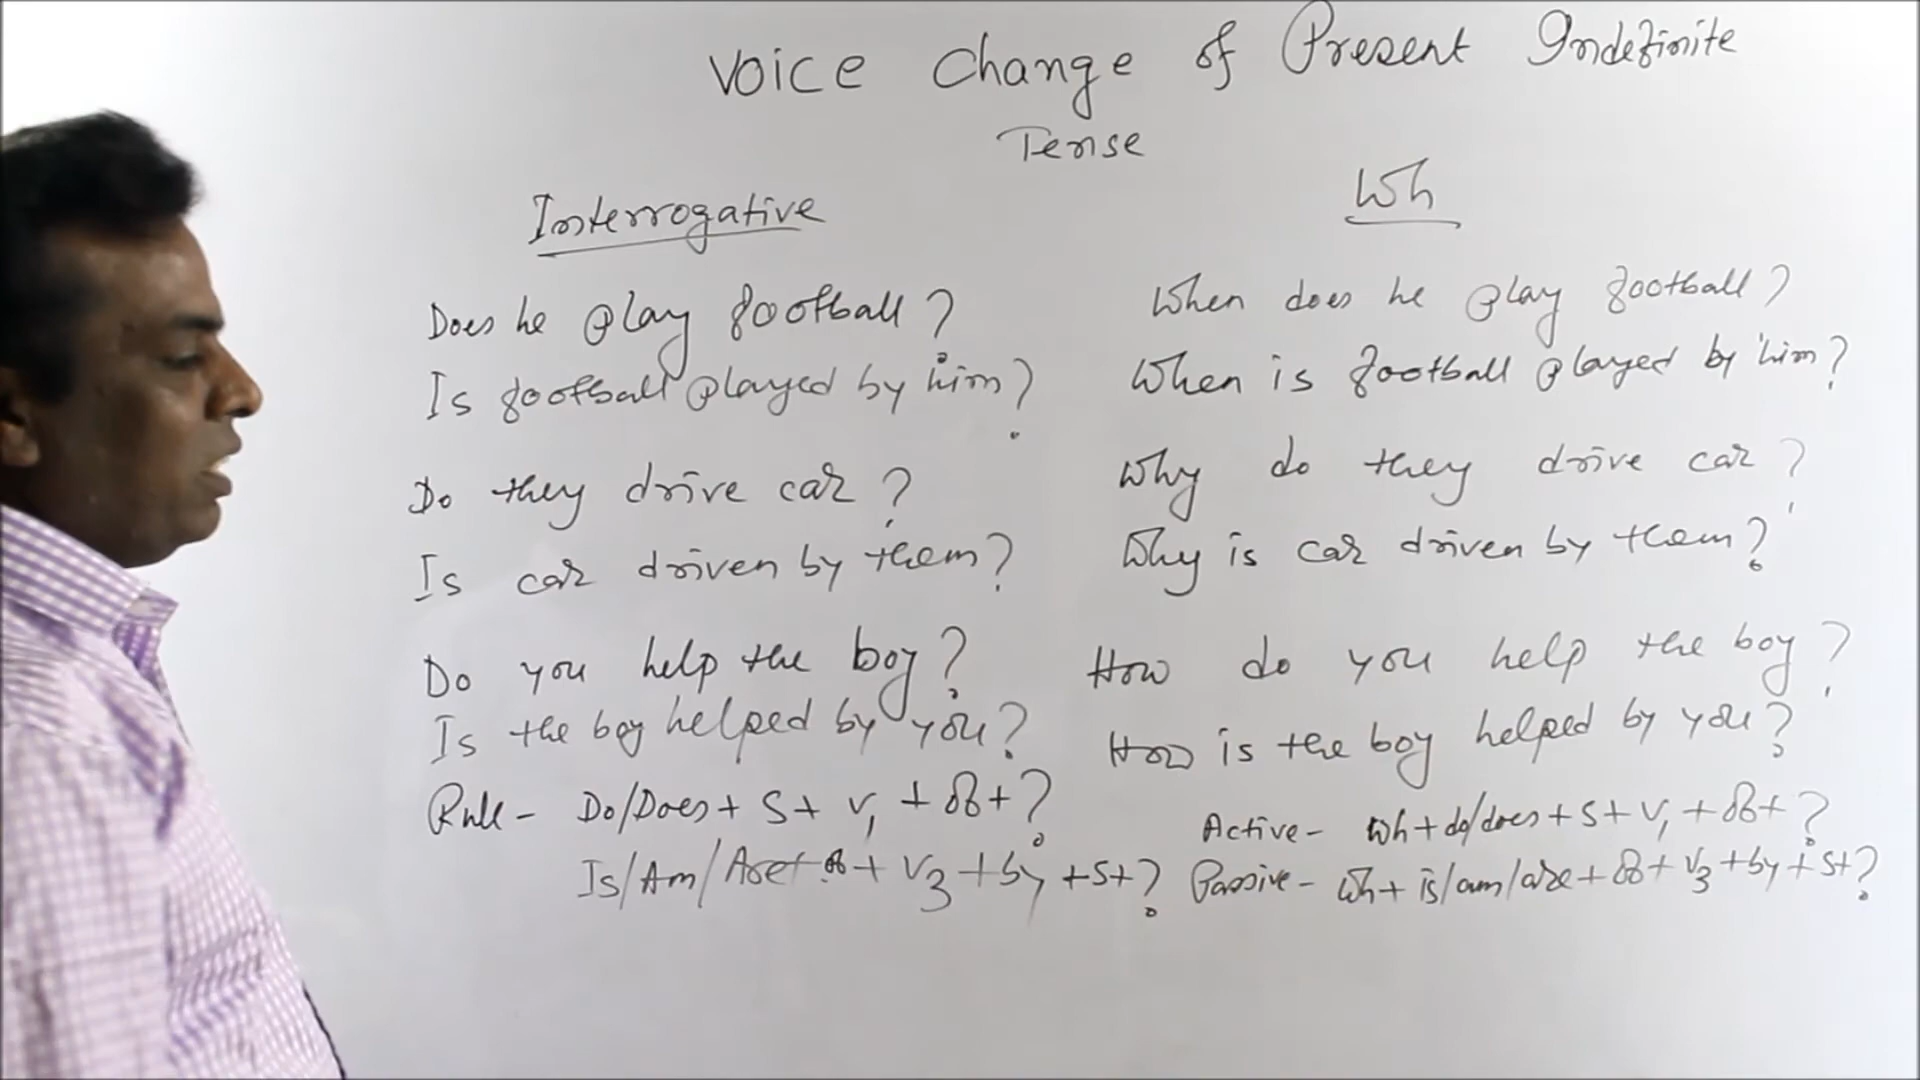 Voice Change of Present Indefinite
Tense
Interrogative
Does he play football?
Is football played by him?
Do they drive car?
Is car driven by them?
Do you help the boy?
Is the boy helped by you?
Rule - Do/Does + S + V1 + OB + ?
Is/Am/Are + OB + V3 + by + S + ?
Wh
When does he play football?
When is football played by him?
Why do they drive car?
Why is car driven by them?
How do you help the boy?
How is the boy helped by you?
Active - Wh + do/does + S + V1 + OB + ?
Passive - Wh + is/am/are + OB + V3 + by + S + ?